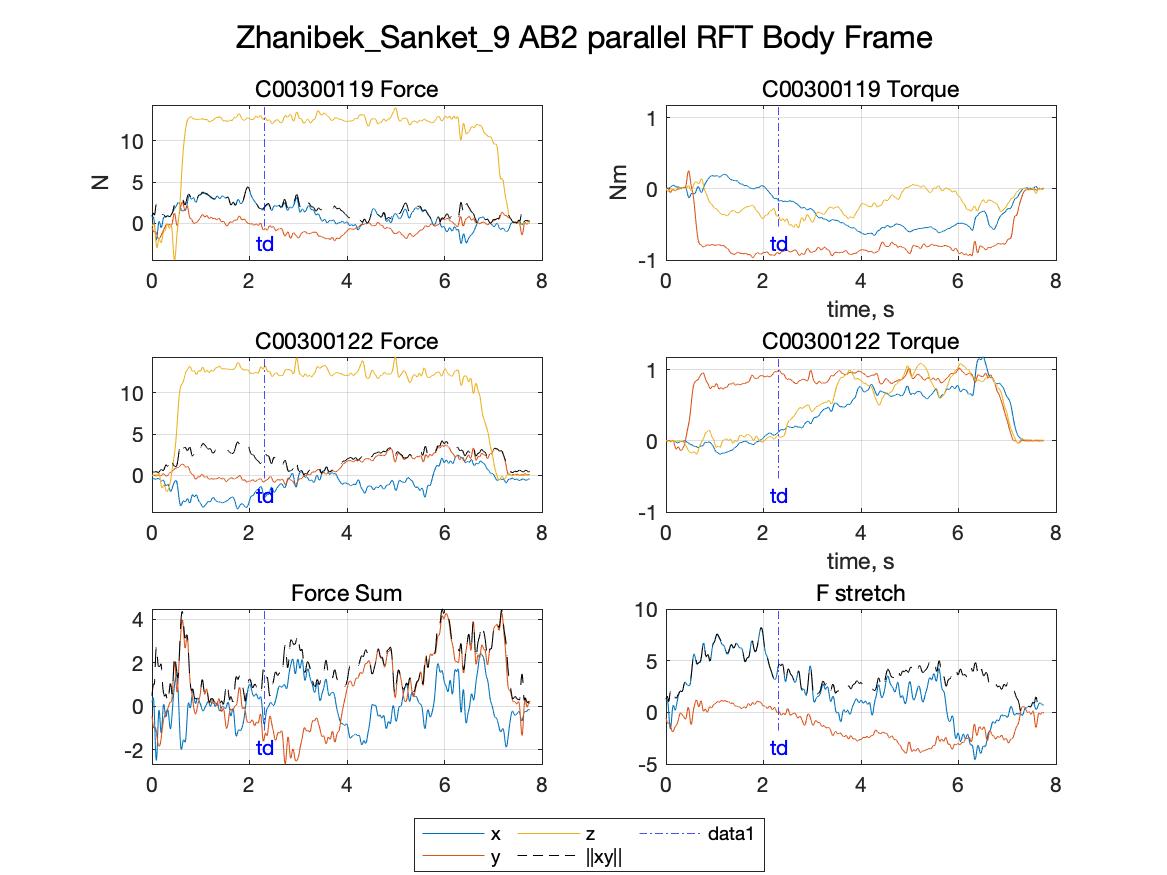 Zhanibek_Sanket_9 AB2 parallel RFT Body Frame
C00300119 Force
N
10
5
0
td
0 2 4 6 8
C00300119 Torque
Nm
1
0
-1
td
0 2 4 6 8
time, s
C00300122 Force
10
5
0
td
0 2 4 6 8
C00300122 Torque
1
0
-1
td
0 2 4 6 8
time, s
Force Sum
4
2
0
-2
td
0 2 4 6 8
F stretch
10
5
0
-5
td
0 2 4 6 8
x z data1
y ||xy||